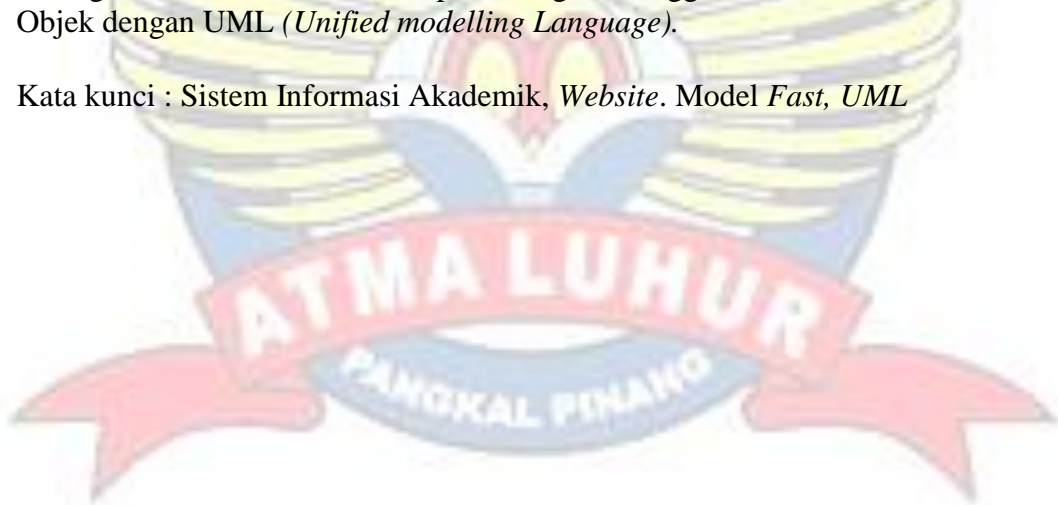 Objek dengan UML (Unified modelling Language).
Kata kunci : Sistem Informasi Akademik, Website. Model Fast, UML
ATMA LUHUR
PANGKAL PINANG